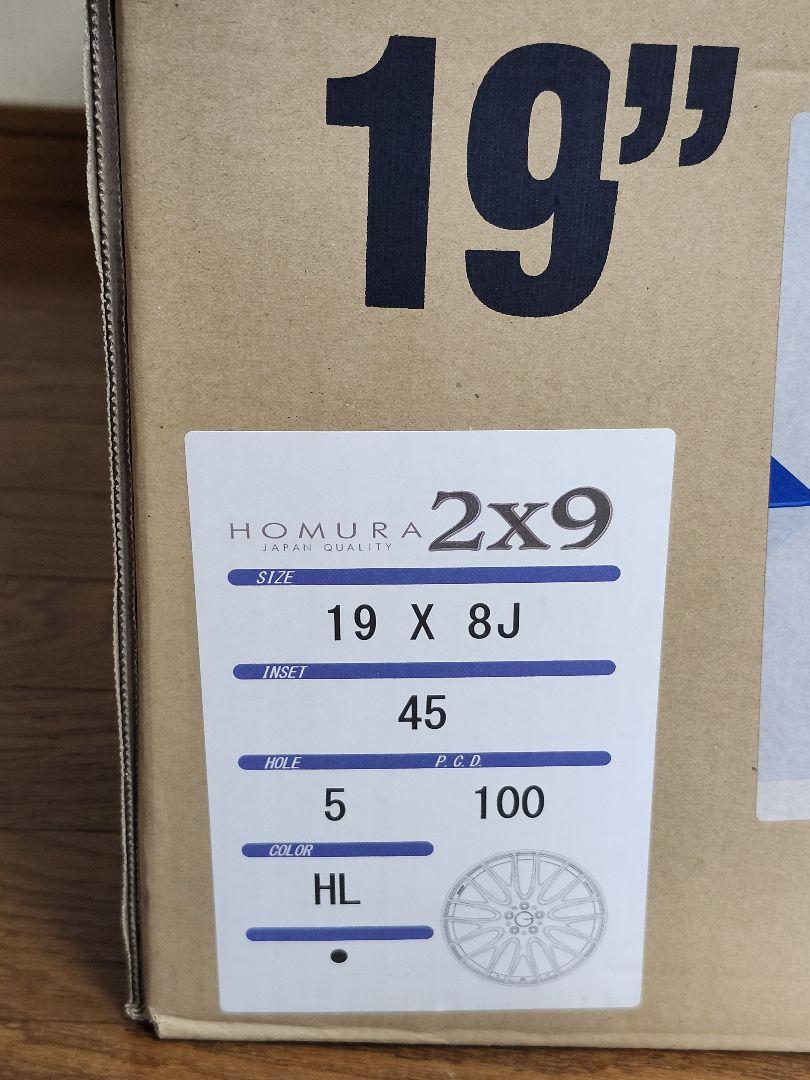 19”
HOMURA 2x9
JAPAN QUALITY
SIZE
19 X 8J
INSET
45
HOLE P.C.D.
5 100
COLOR
HL
G